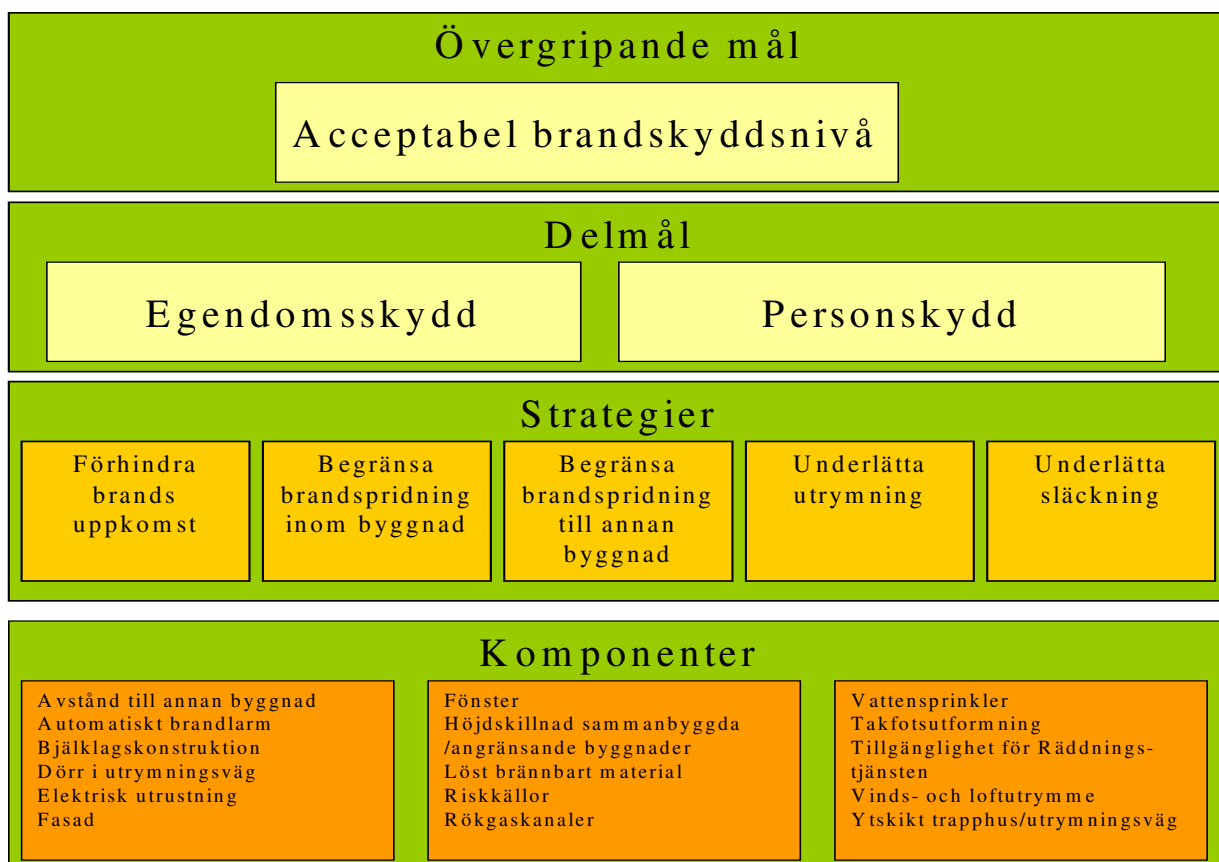 Övergripande mål
Acceptabel brandskyddsnivå
Delmål
Egendomsskydd
Personskydd
Strategier
Förhindra
brands
uppkomst
Begränsa
brandspridning
inom byggnad
Begränsa
brandspridning
till annan
byggnad
Underlätta
utrymning
Underlätta
släckning
Komponenter
Avstånd till annan byggnad
Automatiskt brandlarm
Bjälklagskonstruktion
Dörr i utrymningsväg
Elektrisk utrustning
Fasad
Fönster
Höjdskillnad sammanbyggda
/angränsande byggnader
Löst brännbart material
Riskkällor
Rökgaskanaler
Vattensprinkler
Takfotsutformning
Tillgänglighet för Räddnings-
tjänsten
Vinds- och loftutrymme
Ytskikt trapphus/utrymningsväg